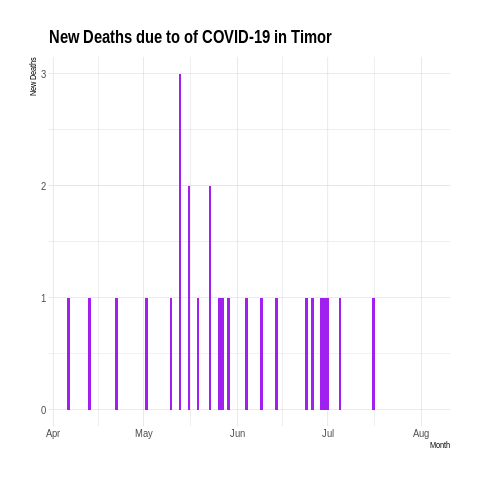 New Deaths due to of COVID-19 in Timor
New Deaths
3
2
1
0
Apr May Jun Jul Aug
Month